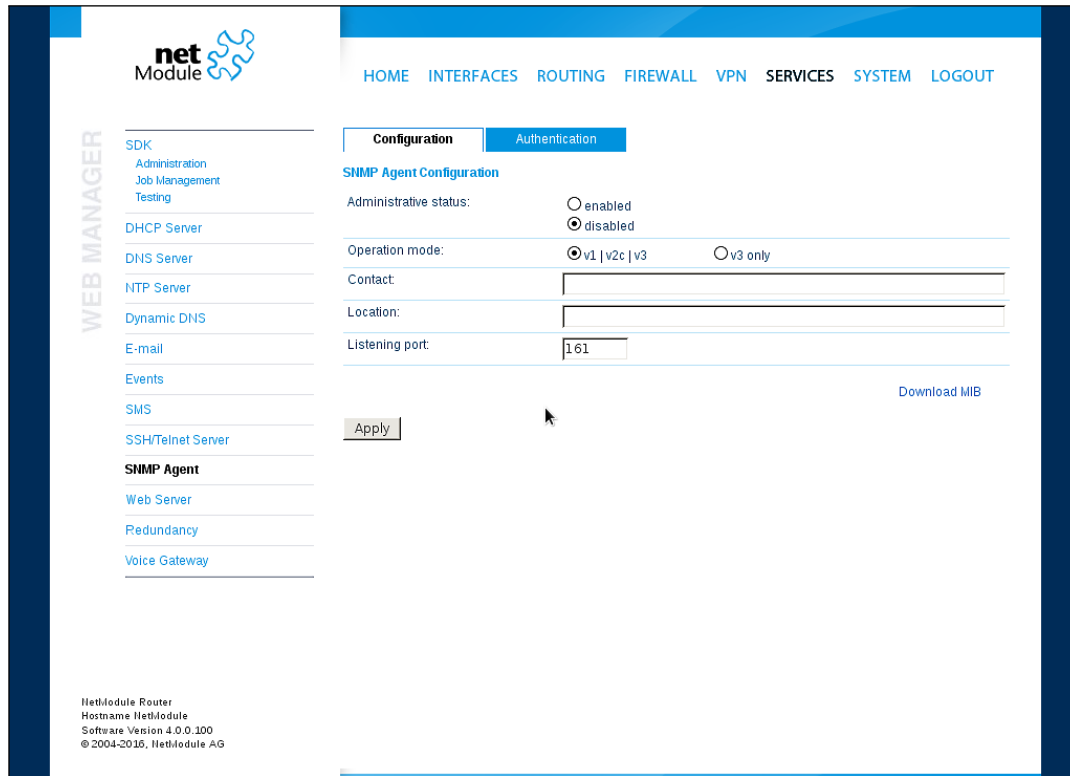 net
Module
HOME INTERFACES ROUTING FIREWALL VPN SERVICES SYSTEM LOGOUT
WEB MANAGER
SDK
Administration
Job Management
Testing
DHCP Server
DNS Server
NTP Server
Dynamic DNS
E-mail
Events
SMS
SSH/Telnet Server
SNMP Agent
Web Server
Redundancy
Voice Gateway
Configuration Authentication
SNMP Agent Configuration
Administrative status: enabled
disabled
Operation mode: v1 | v2c | v3 v3 only
Contact:
Location:
Listening port: 161
Download MIB
Apply
NetModule Router
Hostname NetModule
Software Version 4.0.0.100
© 2004-2016, NetModule AG